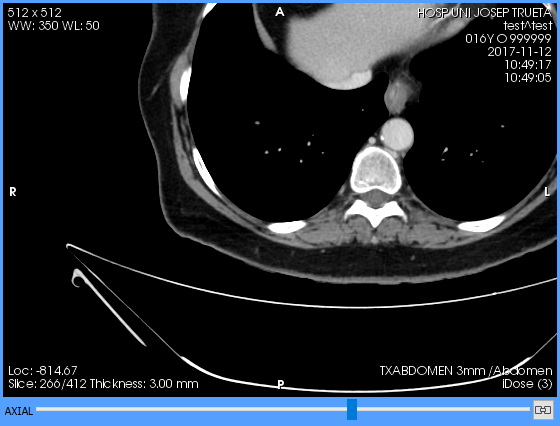 512 x 512
WW: 350 WL: 50
A
HOSP UNI JOSEP TRUETA
test^test
016Y O 999999
2017-11-12
10:49:17
10:49:05
R
L
Loc: -814.67
Slice: 266/412 Thickness: 3.00 mm
P
TXABDOMEN 3mm /Abdomen
iDose (3)
AXIAL